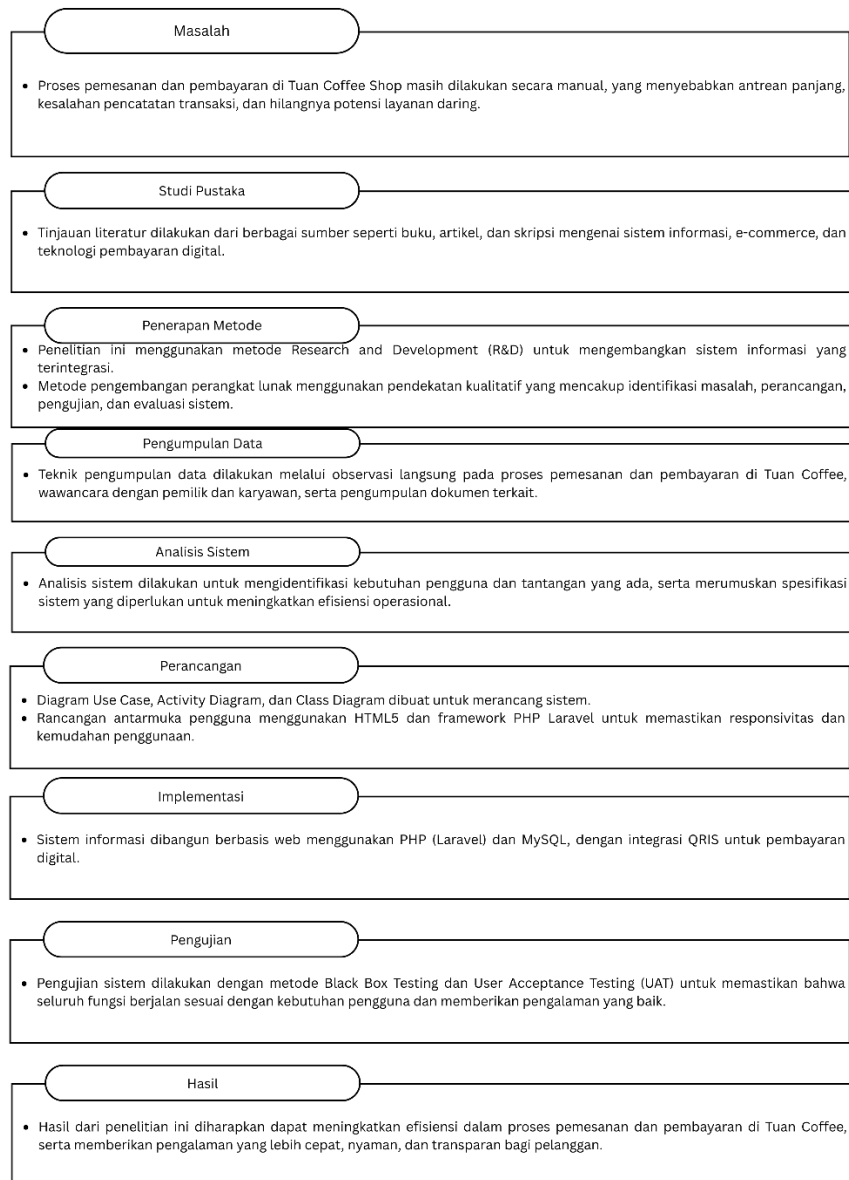 Masalah
• Proses pemesanan dan pembayaran di Tuan Coffee Shop masih dilakukan secara manual, yang menyebabkan antrean panjang,
kesalahan pencatatan transaksi, dan hilangnya potensi layanan daring.
Studi Pustaka
• Tinjauan literatur dilakukan dari berbagai sumber seperti buku, artikel, dan skripsi mengenai sistem informasi, e-commerce, dan
teknologi pembayaran digital.
Penerapan Metode
• Penelitian ini menggunakan metode Research and Development (R&D) untuk mengembangkan sistem informasi yang
terintegrasi.
• Metode pengembangan perangkat lunak menggunakan pendekatan kualitatif yang mencakup identifikasi masalah, perancangan,
pengujian, dan evaluasi sistem.
Pengumpulan Data
• Teknik pengumpulan data dilakukan melalui observasi langsung pada proses pemesanan dan pembayaran di Tuan Coffee,
wawancara dengan pemilik dan karyawan, serta pengumpulan dokumen terkait.
Analisis Sistem
• Analisis sistem dilakukan untuk mengidentifikasi kebutuhan pengguna dan tantangan yang ada, serta merumuskan spesifikasi
sistem yang diperlukan untuk meningkatkan efisiensi operasional.
Perancangan
• Diagram Use Case, Activity Diagram, dan Class Diagram dibuat untuk merancang sistem.
• Rancangan antarmuka pengguna menggunakan HTML5 dan framework PHP Laravel untuk memastikan responsivitas dan
kemudahan penggunaan.
Implementasi
• Sistem informasi dibangun berbasis web menggunakan PHP (Laravel) dan MySQL, dengan integrasi QRIS untuk pembayaran
digital.
Pengujian
• Pengujian sistem dilakukan dengan metode Black Box Testing dan User Acceptance Testing (UAT) untuk memastikan bahwa
seluruh fungsi berjalan sesuai dengan kebutuhan pengguna dan memberikan pengalaman yang baik.
Hasil
• Hasil dari penelitian ini diharapkan dapat meningkatkan efisiensi dalam proses pemesanan dan pembayaran di Tuan Coffee,
serta memberikan pengalaman yang lebih cepat, nyaman, dan transparan bagi pelanggan.